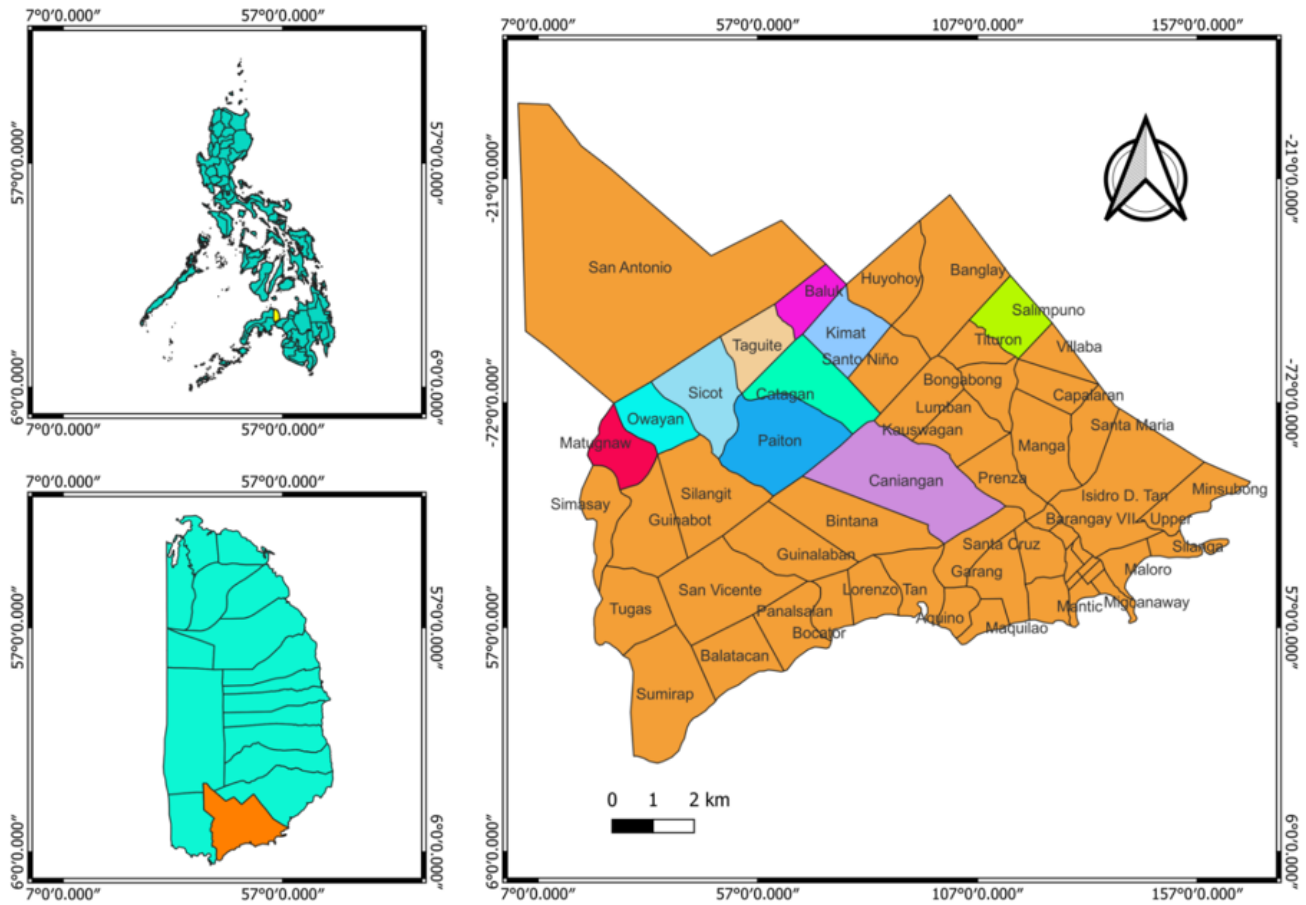 7°0'0.000″ 57°0'0.000″
57°0'0.000″
57°0'0.000″
6°0'0.000″
6°0'0.000″
7°0'0.000″ 57°0'0.000″
7°0'0.000″ 57°0'0.000″
57°0'0.000″
57°0'0.000″
6°0'0.000″
6°0'0.000″
7°0'0.000″ 57°0'0.000″
7°0'0.000″ 57°0'0.000″ 107°0'0.000″ 157°0'0.000″
-21°0'0.000″
-21°0'0.000″
San Antonio
Huyohoy
Banglay
Baluk
Salimpuno
Kimat
Tituron
Taguite
Villaba
Santo Niño
Bongabong
Sicot
Catagan
Capalaran
-72°0'0.000″
-72°0'0.000″
Lumban
Owayan
Santa Maria
Kauswagan
Matugnaw
Paiton
Manga
Caniangan
Prenza
Minsubong
Silangit
Isidro D. Tan
Simasay
Guinabot
Bintana
Barangay VII - Upper
Santa Cruz
Silanga
Guinalaban
Garang
Maloro
San Vicente
Lorenzo Tan
Tugas
Panalsalan
Mantic
Migcanaway
Aquino
Bocator
Maquilao
Balatacan
57°0'0.000″
57°0'0.000″
Sumirap
0 1 2 km
6°0'0.000″
6°0'0.000″
7°0'0.000″ 57°0'0.000″ 107°0'0.000″ 157°0'0.000″